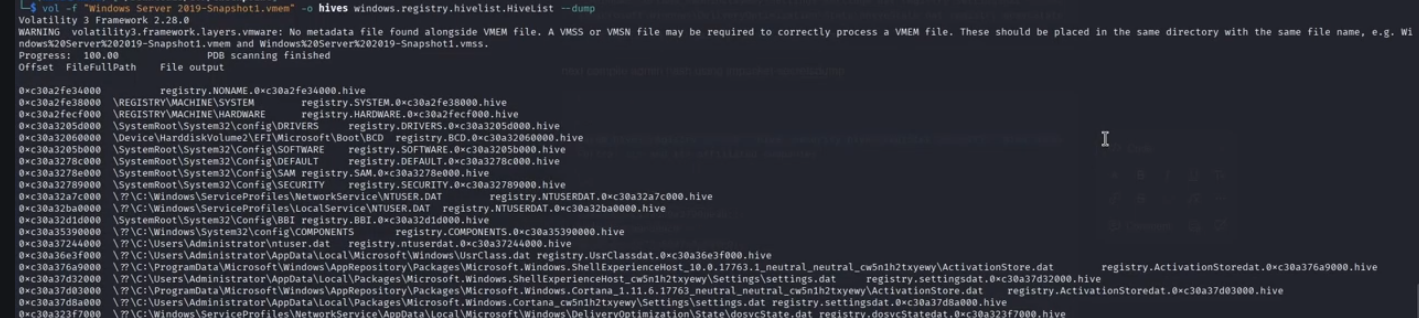 └─$ vol -f "Windows Server 2019-Snapshot1.vmem" -o hives windows.registry.hivelist.HiveList --dump
Volatility 3 Framework 2.28.0
WARNING  volatility3.framework.layers.vmware: No metadata file found alongside VMEM file. A VMSS or VMSN file may be required to correctly process a VMEM file. These should be placed in the same directory with the same file name, e.g. Wi
ndows%20Server%202019-Snapshot1.vmem and Windows%20Server%202019-Snapshot1.vmss.
Progress:  100.00               PDB scanning finished
Offset  FileFullPath    File output
0×c30a2fe34000          registry.NONAME.0×c30a2fe34000.hive
0×c30a2fe38000  \REGISTRY\MACHINE\SYSTEM        registry.SYSTEM.0×c30a2fe38000.hive
0×c30a2fecf000  \REGISTRY\MACHINE\HARDWARE      registry.HARDWARE.0×c30a2fecf000.hive
0×c30a3205d000  \SystemRoot\System32\config\DRIVERS     registry.DRIVERS.0×c30a3205d000.hive
0×c30a32060000  \Device\HarddiskVolume2\EFI\Microsoft\Boot\BCD  registry.BCD.0×c30a32060000.hive
0×c30a3205b000  \SystemRoot\System32\Config\SOFTWARE    registry.SOFTWARE.0×c30a3205b000.hive
0×c30a3278c000  \SystemRoot\System32\Config\DEFAULT     registry.DEFAULT.0×c30a3278c000.hive
0×c30a3278e000  \SystemRoot\System32\Config\SAM registry.SAM.0×c30a3278e000.hive
0×c30a32789000  \SystemRoot\System32\Config\SECURITY    registry.SECURITY.0×c30a32789000.hive
0×c30a32a7c000  \??\C:\Windows\ServiceProfiles\NetworkService\NTUSER.DAT        registry.NTUSERDAT.0×c30a32a7c000.hive
0×c30a32ba0000  \??\C:\Windows\ServiceProfiles\LocalService\NTUSER.DAT  registry.NTUSERDAT.0×c30a32ba0000.hive
0×c30a32d1d000  \SystemRoot\System32\Config\BBI registry.BBI.0×c30a32d1d000.hive
0×c30a35390000  \??\C:\Windows\System32\config\COMPONENTS       registry.COMPONENTS.0×c30a35390000.hive
0×c30a37244000  \??\C:\Users\Administrator\ntuser.dat   registry.ntuserdat.0×c30a37244000.hive
0×c30a36e3f000  \??\C:\Users\Administrator\AppData\Local\Microsoft\Windows\UsrClass.dat registry.UsrClassdat.0×c30a36e3f000.hive
0×c30a376a9000  \??\C:\ProgramData\Microsoft\Windows\AppRepository\Packages\Microsoft.Windows.ShellExperienceHost_10.0.17763.1_neutral_neutral_cw5n1h2txyewy\ActivationStore.dat        registry.ActivationStoredat.0×c30a376a9000.hive
0×c30a37d32000  \??\C:\Users\Administrator\AppData\Local\Packages\Microsoft.Windows.ShellExperienceHost_cw5n1h2txyewy\Settings\settings.dat     registry.settingsdat.0×c30a37d32000.hive
0×c30a37d03000  \??\C:\ProgramData\Microsoft\Windows\AppRepository\Packages\Microsoft.Windows.Cortana_1.11.6.17763_neutral_neutral_cw5n1h2txyewy\ActivationStore.dat    registry.ActivationStoredat.0×c30a37d03000.hive
0×c30a37d8a000  \??\C:\Users\Administrator\AppData\Local\Packages\Microsoft.Windows.Cortana_cw5n1h2txyewy\Settings\settings.dat registry.settingsdat.0×c30a37d8a000.hive
0×c30a323f7000  \??\C:\Windows\ServiceProfiles\NetworkService\AppData\Local\Microsoft\Windows\DeliveryOptimization\State\dosvcState.dat registry.dosvcStatedat.0×c30a323f7000.hive